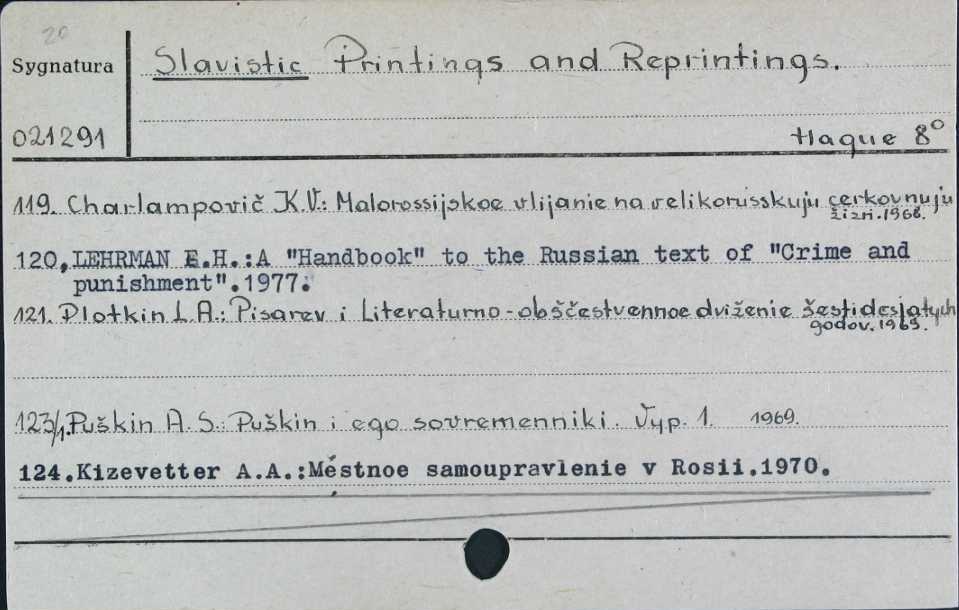 20
Sygnatura
Slavistic Printings and Reprintings.
021291
Haque 8°
119. Charlampovič K.V.: Malorossijskoe vlijanie na velikorusskuju cerkovnuju
žizn. 1968.
120. LEHRMAN E.H.:A "Handbook" to the Russian text of "Crime and
punishment".1977.
121. Plotkin L.A.: Pisarev i Literaturno-obščestvennoe dviženie šestidesjatych
godov. 1969.
123/1. Puškin A.S.: Puškin i ego sovremenniki. Vyp. 1. 1969.
124.Kizevetter A.A.:Městnoe samoupravlenie v Rosii.1970.